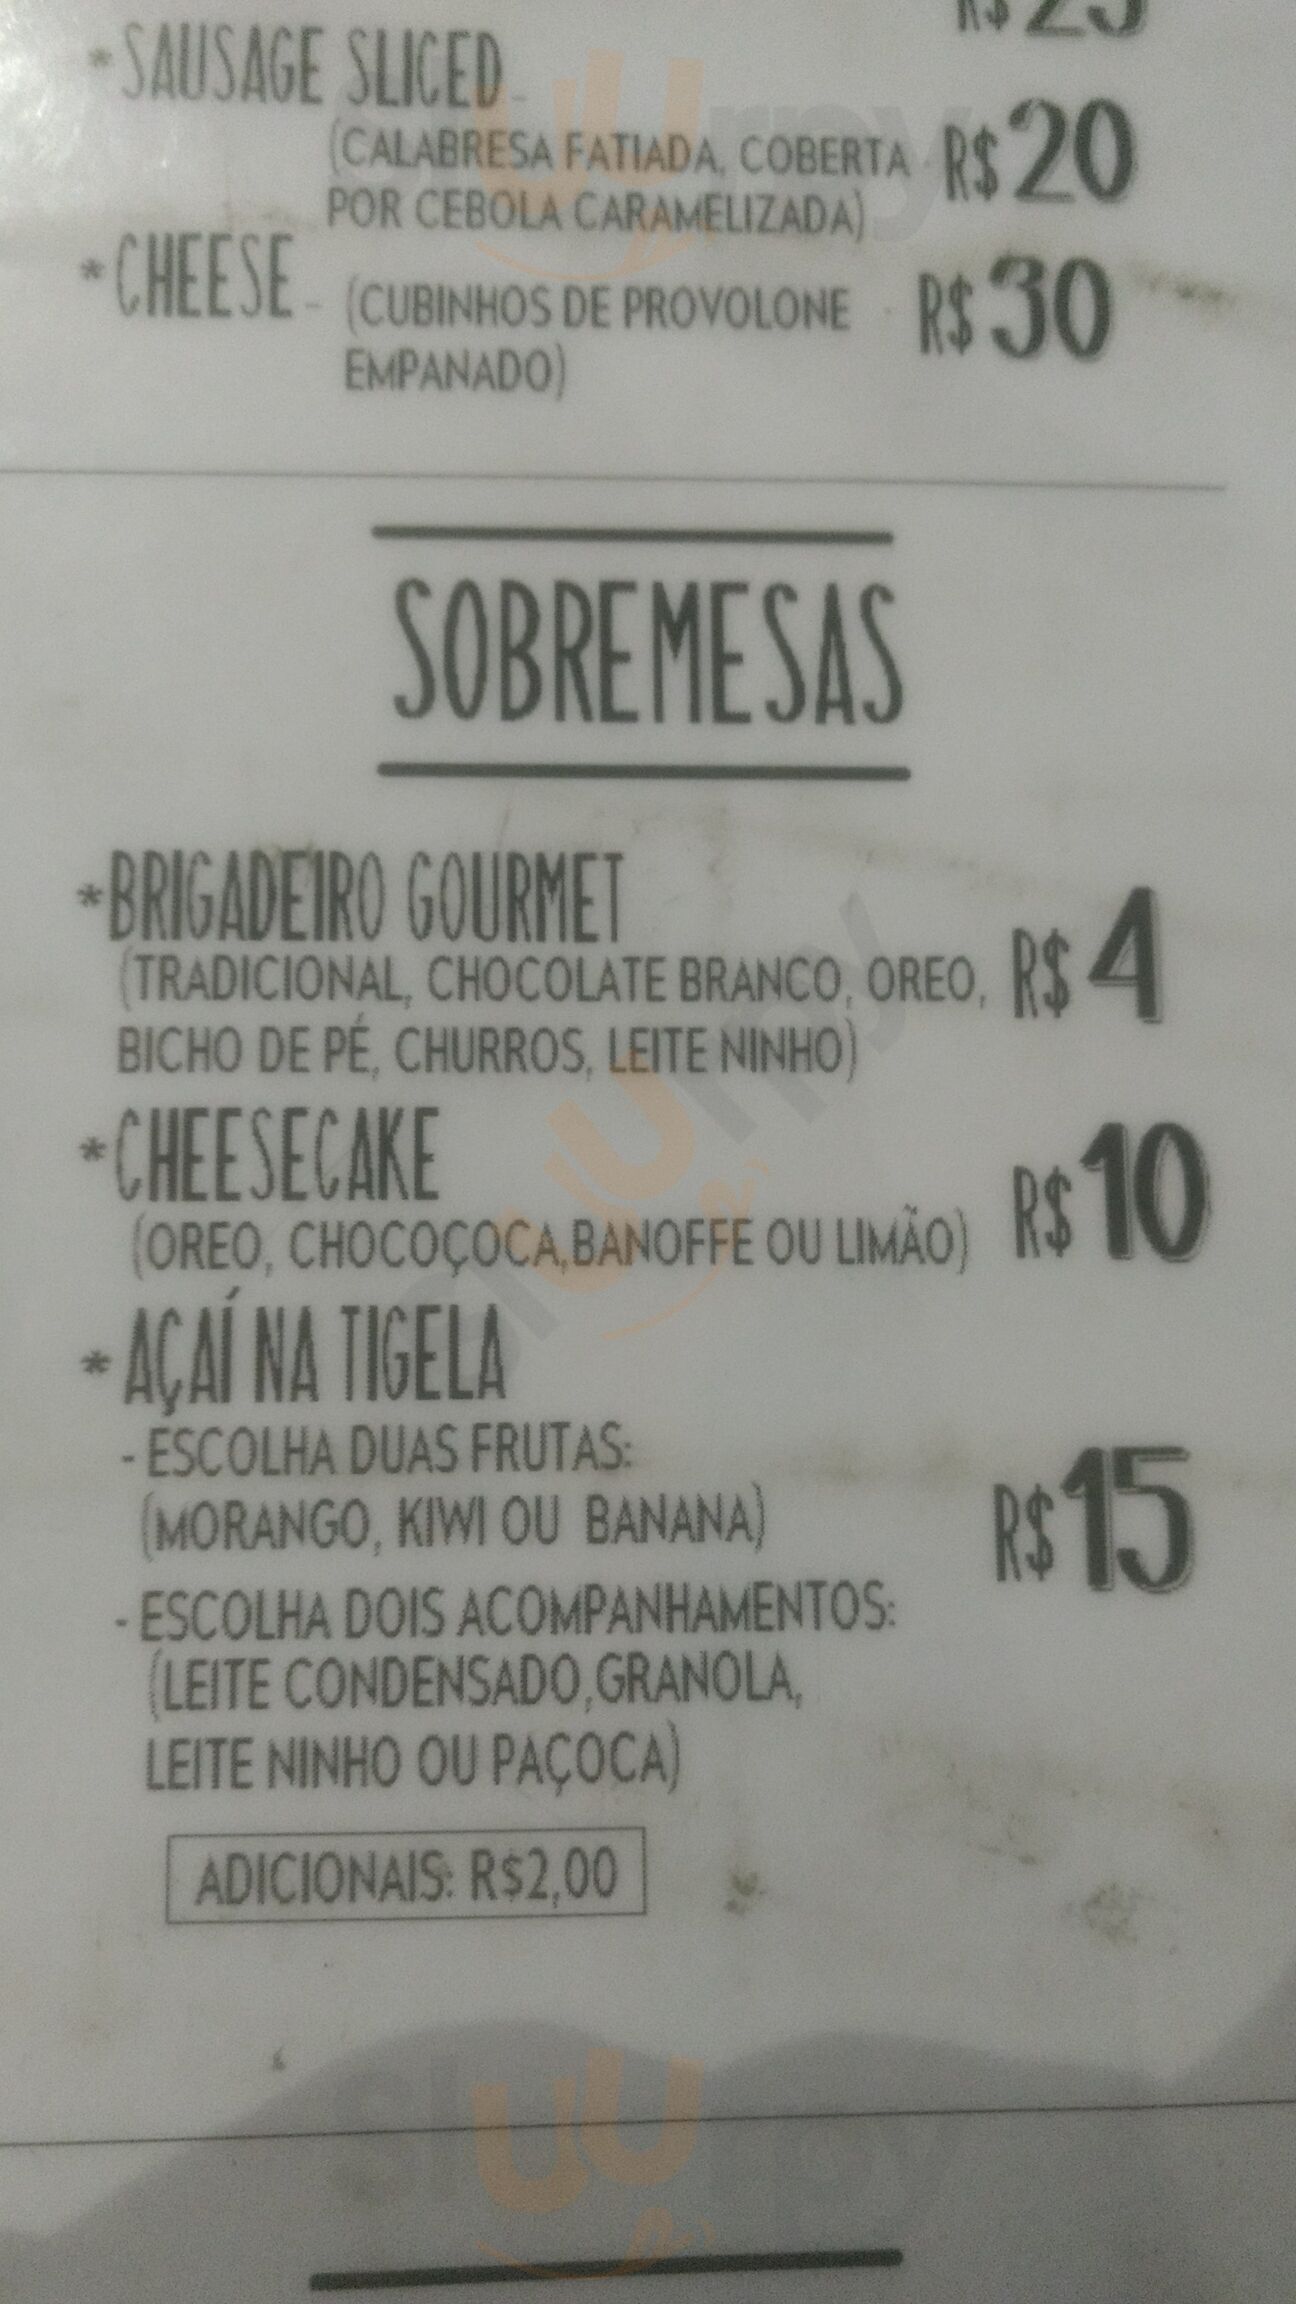 * SAUSAGE SLICED -
(CALABRESA FATIADA, COBERTA - R$20
POR CEBOLA CARAMELIZADA)
* CHEESE - (CUBINHOS DE PROVOLONE - R$30
EMPANADO)
SOBREMESAS
* BRIGADEIRO GOURMET
(TRADICIONAL, CHOCOLATE BRANCO, OREO, R$4
BICHO DE PÉ, CHURROS, LEITE NINHO)
* CHEESECAKE
(OREO, CHOCOÇOCA,BANOFFE OU LIMÃO) R$10
* AÇAÍ NA TIGELA
- ESCOLHA DUAS FRUTAS:
(MORANGO, KIWI OU BANANA) R$15
- ESCOLHA DOIS ACOMPANHAMENTOS:
(LEITE CONDENSADO,GRANOLA,
LEITE NINHO OU PAÇOCA)
ADICIONAIS: R$2,00
sluurpy
sluurpy
sluurpy